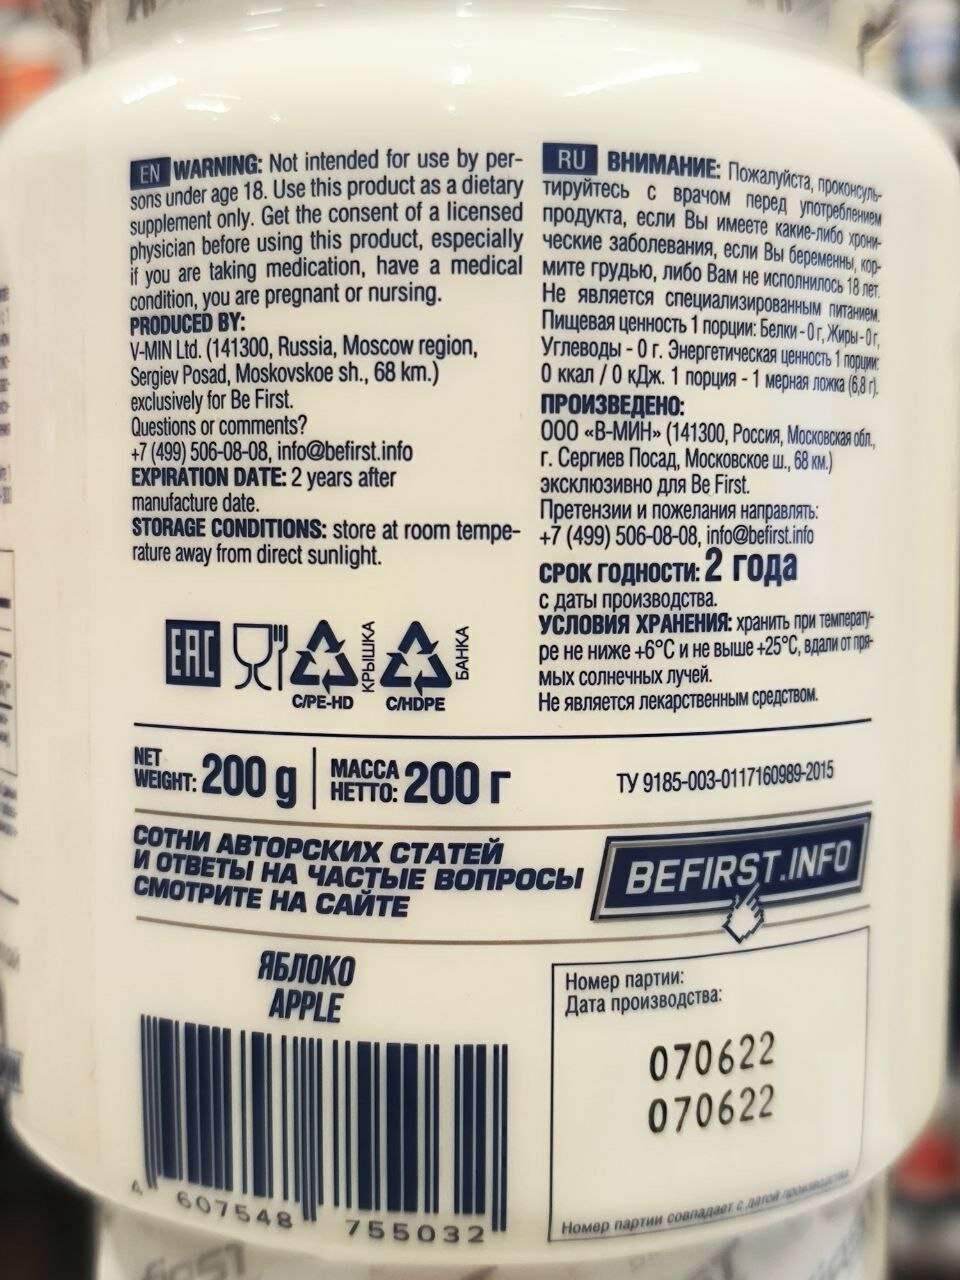 EN WARNING: Not intended for use by per-
sons under age 18. Use this product as a dietary
supplement only. Get the consent of a licensed
physician before using this product, especially
if you are taking medication, have a medical
condition, you are pregnant or nursing.
PRODUCED BY:
V-MIN Ltd. (141300, Russia, Moscow region,
Sergiev Posad, Moskovskoe sh., 68 km.)
exclusively for Be First.
Questions or comments?
+7 (499) 506-08-08, info@befirst.info
EXPIRATION DATE: 2 years after
manufacture date.
STORAGE CONDITIONS: store at room tempe-
rature away from direct sunlight.
RU ВНИМАНИЕ: Пожалуйста, проконсуль-
тируйтесь с врачом перед употреблением
продукта, если Вы имеете какие-либо хрони-
ческие заболевания, если Вы беременны, кор-
мите грудью, либо Вам не исполнилось 18 лет.
Не является специализированным питанием.
Пищевая ценность 1 порции: Белки - 0 г, Жиры - 0 г,
Углеводы - 0 г. Энергетическая ценность 1 порции:
0 ккал / 0 кДж. 1 порция - 1 мерная ложка (6,8 г).
ПРОИЗВЕДЕНО:
ООО «В-МИН» (141300, Россия, Московская обл.,
г. Сергиев Посад, Московское ш., 68 км.)
эксклюзивно для Be First.
Претензии и пожелания направлять:
+7 (499) 506-08-08, info@befirst.info
СРОК ГОДНОСТИ: 2 года
с даты производства.
УСЛОВИЯ ХРАНЕНИЯ: хранить при температу-
ре не ниже +6°C и не выше +25°C, вдали от пря-
мых солнечных лучей.
Не является лекарственным средством.
EAC
КРЫШКА
БАНКА
C/PE-HD
C/HDPE
NET
WEIGHT: 200 g
МАССА
НЕТТО: 200 г
ТУ 9185-003-0117160989-2015
СОТНИ АВТОРСКИХ СТАТЕЙ
И ОТВЕТЫ НА ЧАСТЫЕ ВОПРОСЫ
СМОТРИТЕ НА САЙТЕ
BEFIRST.INFO
ЯБЛОКО
APPLE
4 607548 755032
Номер партии:
Дата производства:
070622
070622
Номер партии совпадает с датой производства